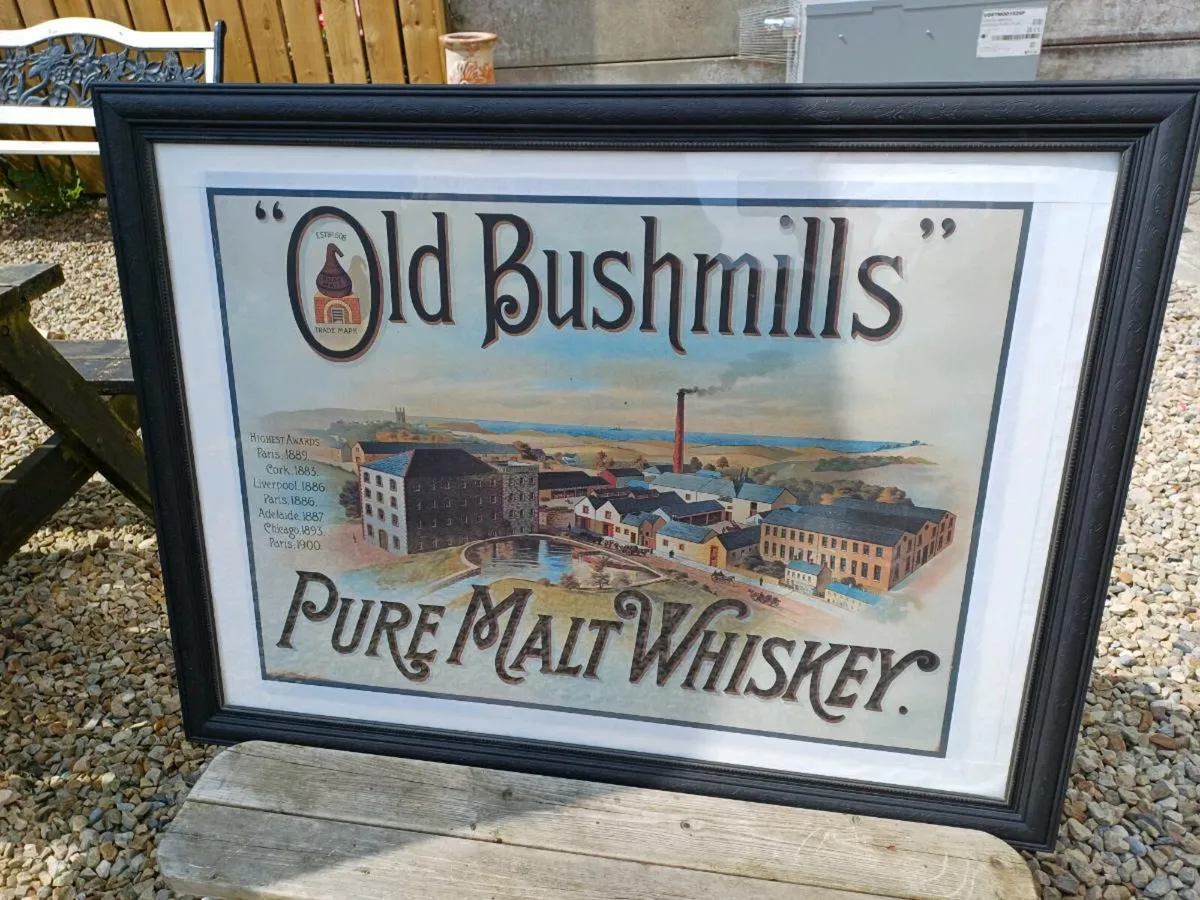 "Old Bushmills"
ESTD 1608
TRADE MARK
HIGHEST AWARDS
Paris, 1889.
Cork, 1883.
Liverpool, 1886
Paris, 1886.
Adelaide, 1887
Chicago, 1893.
Paris, 1900
PURE MALT WHISKEY.